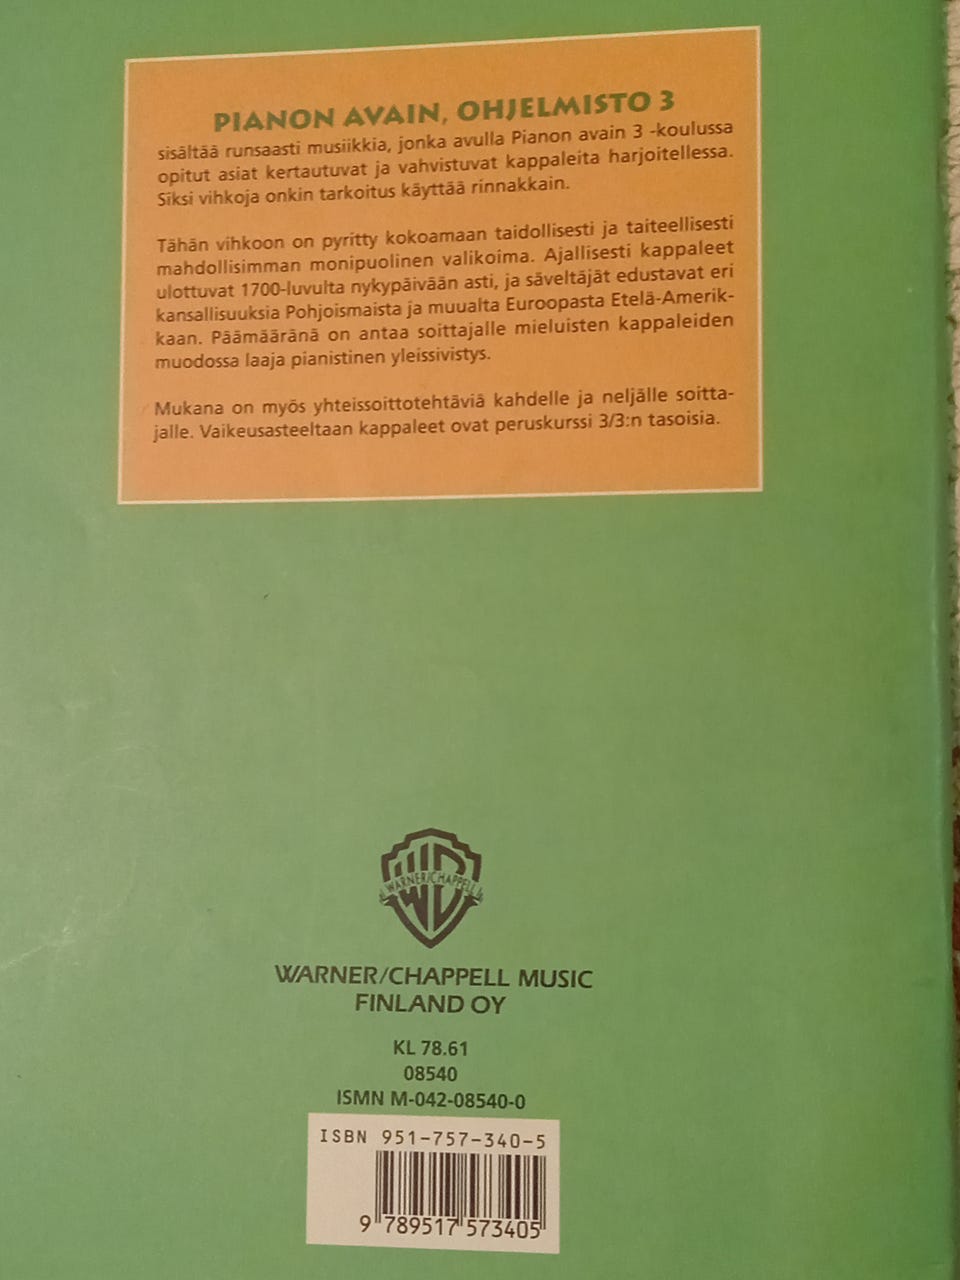 PIANON AVAIN, OHJELMISTO 3
sisältää runsaasti musiikkia, jonka avulla Pianon avain 3 -koulussa
opitut asiat kertautuvat ja vahvistuvat kappaleita harjoitellessa.
Siksi vihkoja onkin tarkoitus käyttää rinnakkain.
Tähän vihkoon on pyritty kokoamaan taidollisesti ja taiteellisesti
mahdollisimman monipuolinen valikoima. Ajallisesti kappaleet
ulottuvat 1700-luvulta nykypäivään asti, ja säveltäjät edustavat eri
kansallisuuksia Pohjoismaista ja muualta Euroopasta Etelä-Amerik-
kaan. Päämääränä on antaa soittajalle mieluisten kappaleiden
muodossa laaja pianistinen yleissivistys.
Mukana on myös yhteissoittotehtäviä kahdelle ja neljälle soitta-
jalle. Vaikeusasteeltaan kappaleet ovat peruskurssi 3/3:n tasoisia.
WARNER/CHAPPELL
WARNER/CHAPPELL MUSIC
FINLAND OY
KL 78.61
08540
ISMN M-042-08540-0
ISBN 951-757-340-5
9 789517 573405